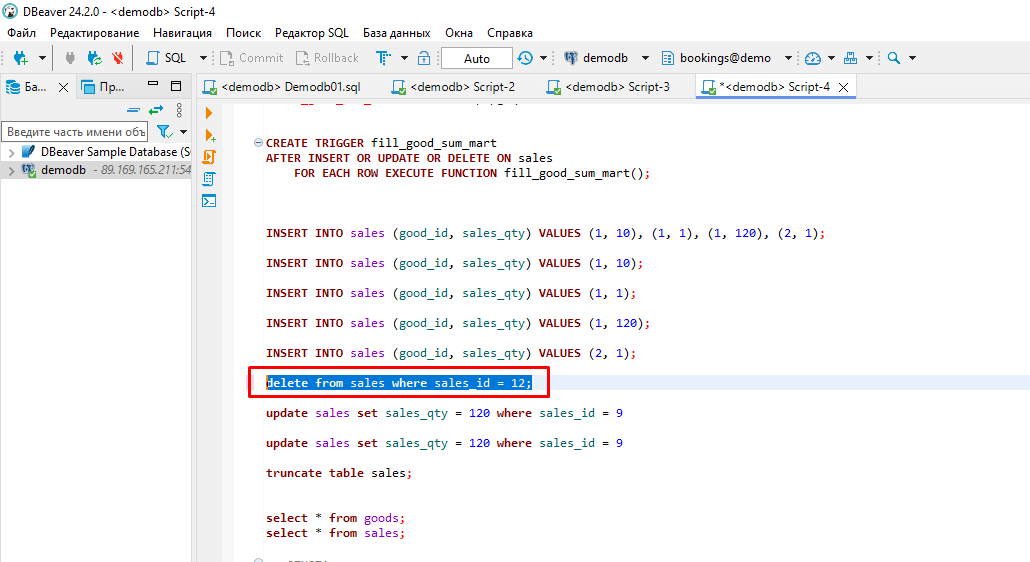 DBeaver 24.2.0 - <demodb> Script-4
Файл Редактирование Навигация Поиск Редактор SQL База данных Окна Справка
SQL Commit Rollback Auto demodb bookings@demo
Ба... Пр... <demodb> Demodb01.sql <demodb> Script-2 <demodb> Script-3 *<demodb> Script-4
Введите часть имени объ
DBeaver Sample Database (S
demodb - 89.169.165.211:54
CREATE TRIGGER fill_good_sum_mart
AFTER INSERT OR UPDATE OR DELETE ON sales
FOR EACH ROW EXECUTE FUNCTION fill_good_sum_mart();
INSERT INTO sales (good_id, sales_qty) VALUES (1, 10), (1, 1), (1, 120), (2, 1);
INSERT INTO sales (good_id, sales_qty) VALUES (1, 10);
INSERT INTO sales (good_id, sales_qty) VALUES (1, 1);
INSERT INTO sales (good_id, sales_qty) VALUES (1, 120);
INSERT INTO sales (good_id, sales_qty) VALUES (2, 1);
delete from sales where sales_id = 12;
update sales set sales_qty = 120 where sales_id = 9
update sales set sales_qty = 120 where sales_id = 9
truncate table sales;
select * from goods;
select * from sales;